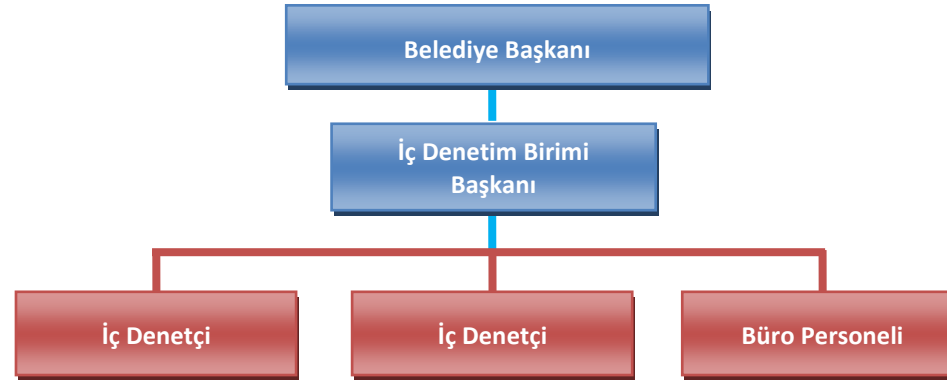 Belediye Başkanı
İç Denetim Birimi
Başkanı
İç Denetçi
İç Denetçi
Büro Personeli